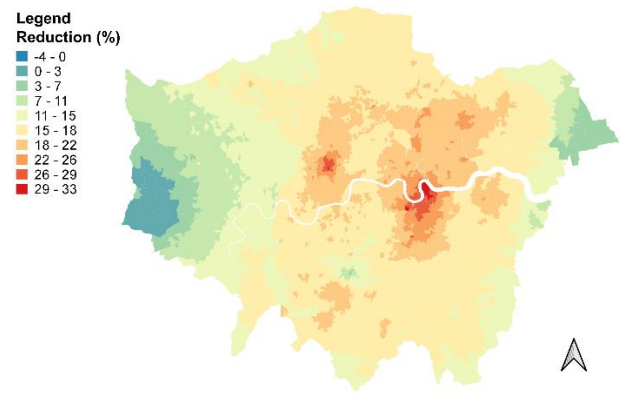 Legend
Reduction (%)
-4 - 0
0 - 3
3 - 7
7 - 11
11 - 15
15 - 18
18 - 22
22 - 26
26 - 29
29 - 33